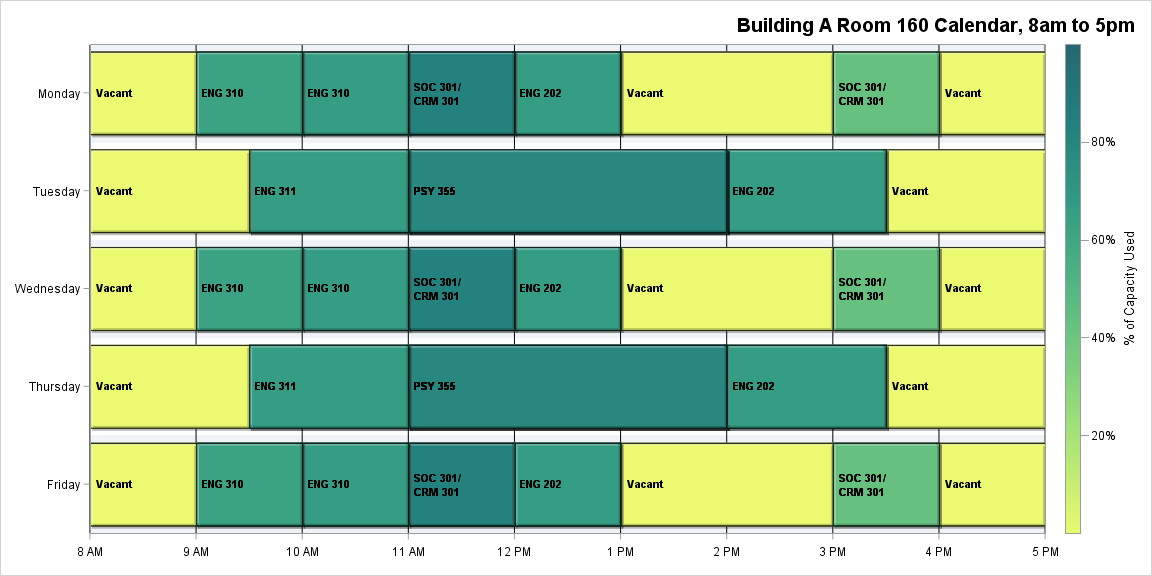 Building A Room 160 Calendar, 8am to 5pm
Monday
Vacant
ENG 310
ENG 310
SOC 301/
CRM 301
ENG 202
Vacant
SOC 301/
CRM 301
Vacant
Tuesday
Vacant
ENG 311
PSY 355
ENG 202
Vacant
Wednesday
Vacant
ENG 310
ENG 310
SOC 301/
CRM 301
ENG 202
Vacant
SOC 301/
CRM 301
Vacant
Thursday
Vacant
ENG 311
PSY 355
ENG 202
Vacant
Friday
Vacant
ENG 310
ENG 310
SOC 301/
CRM 301
ENG 202
Vacant
SOC 301/
CRM 301
Vacant
8 AM
9 AM
10 AM
11 AM
12 PM
1 PM
2 PM
3 PM
4 PM
5 PM
80%
60%
40%
20%
% of Capacity Used